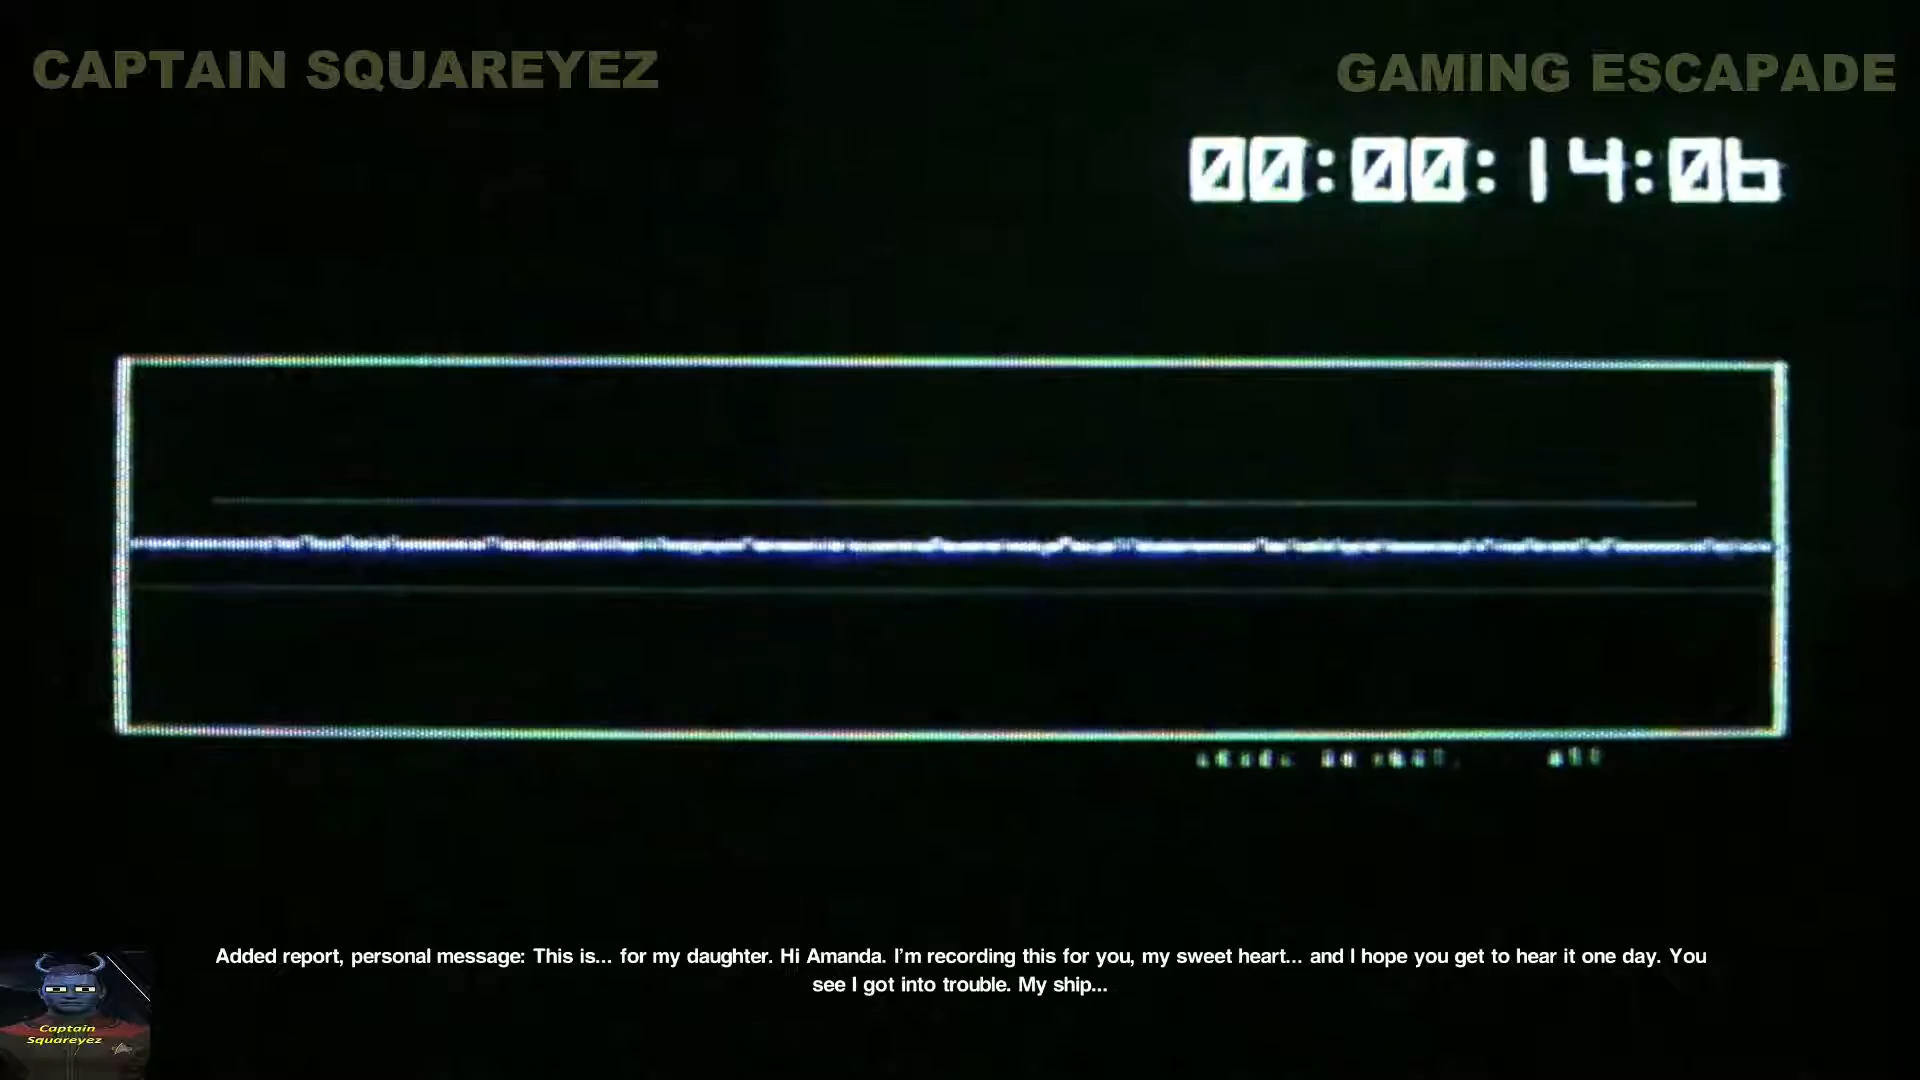 CAPTAIN SQUAREYEZ
GAMING ESCAPADE
00:00:14:06
Added report, personal message: This is... for my daughter. Hi Amanda. I'm recording this for you, my sweet heart... and I hope you get to hear it one day. You
see I got into trouble. My ship...
Captain
Squareyez